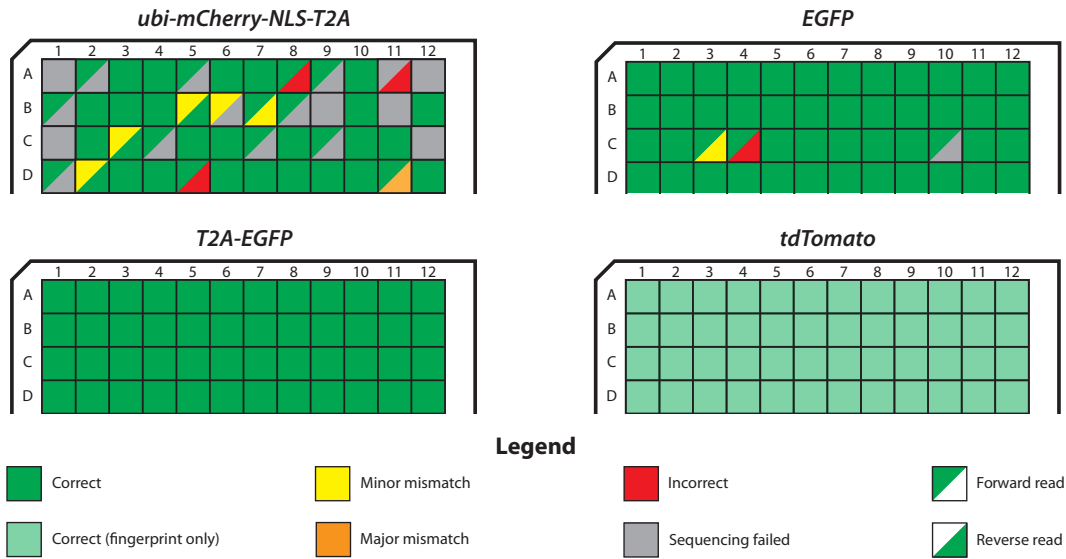 ubi-mCherry-NLS-T2A
1 2 3 4 5 6 7 8 9 10 11 12
A
B
C
D
EGFP
1 2 3 4 5 6 7 8 9 10 11 12
A
B
C
D
T2A-EGFP
1 2 3 4 5 6 7 8 9 10 11 12
A
B
C
D
tdTomato
1 2 3 4 5 6 7 8 9 10 11 12
A
B
C
D
Legend
Correct
Minor mismatch
Incorrect
Forward read
Correct (fingerprint only)
Major mismatch
Sequencing failed
Reverse read